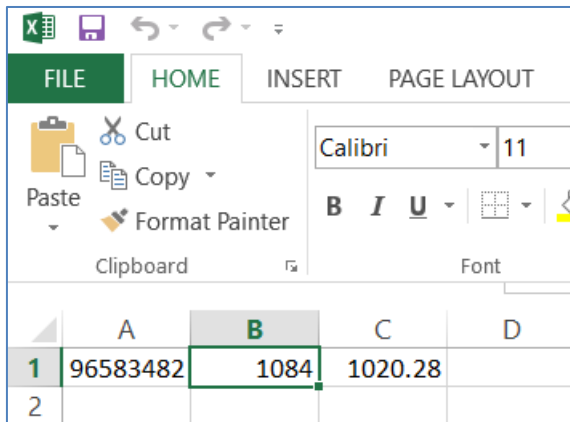 FILE HOME INSERT PAGE LAYOUT
Cut
Copy
Paste
Format Painter
Calibri 11
B I U
Clipboard Font
A B C D
1 96583482 1084 1020.28
2